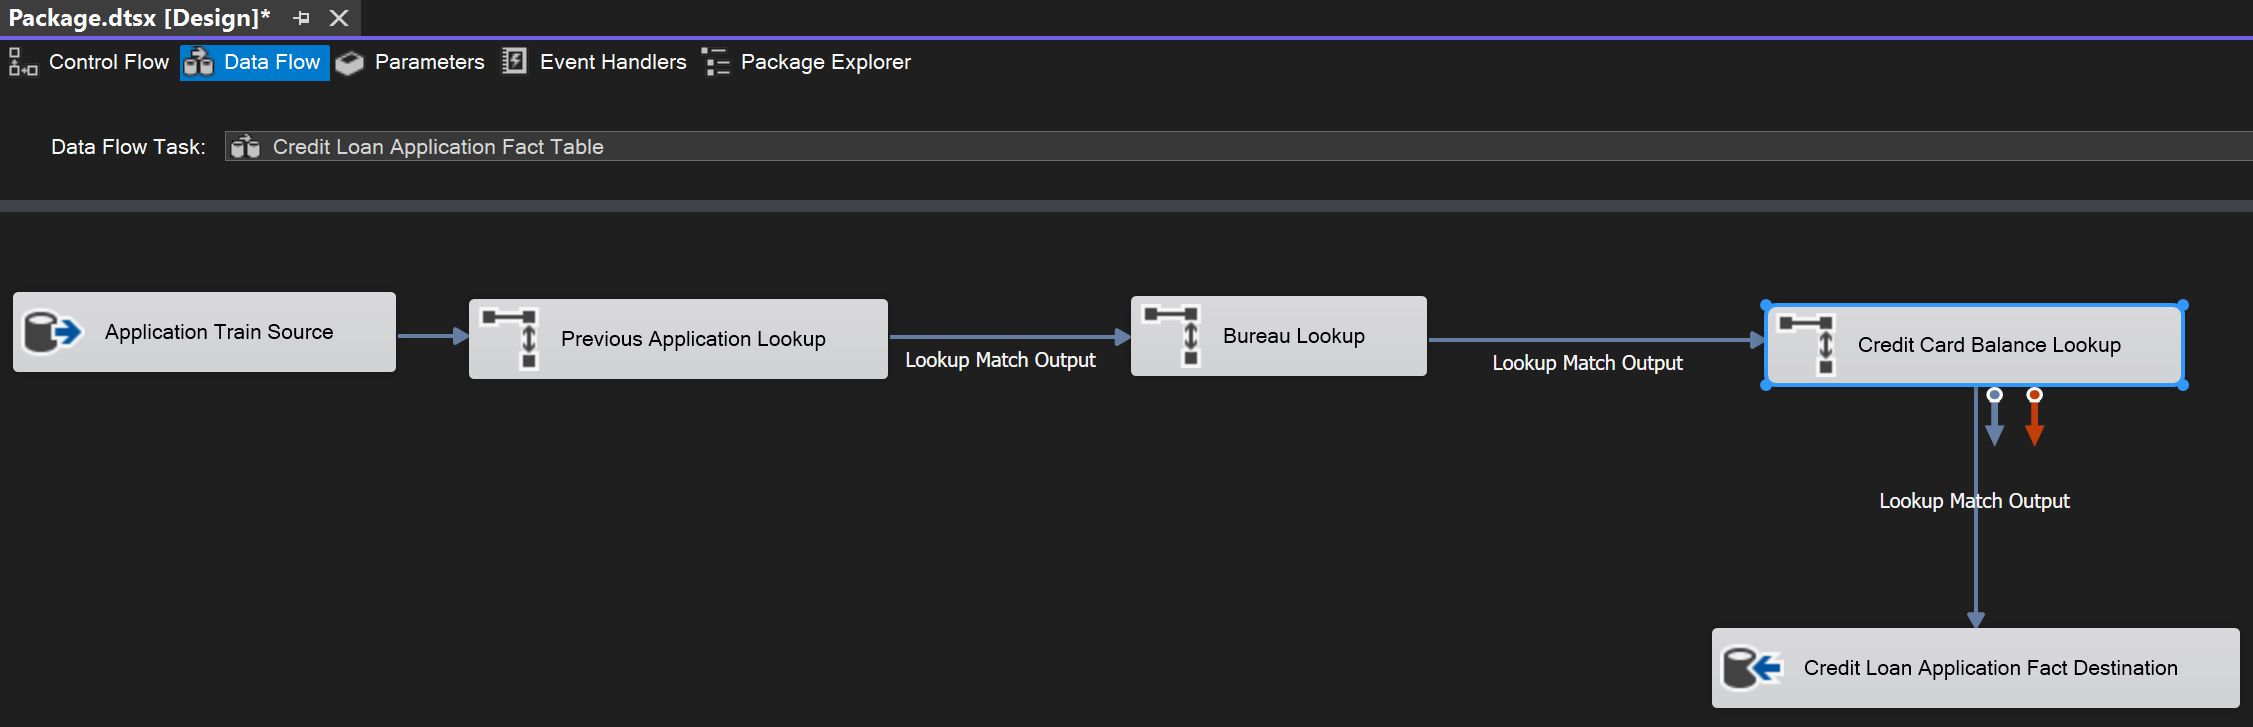 Package.dtsx [Design]*
Control Flow Data Flow Parameters Event Handlers Package Explorer
Data Flow Task: Credit Loan Application Fact Table
Application Train Source
Previous Application Lookup
Lookup Match Output
Bureau Lookup
Lookup Match Output
Credit Card Balance Lookup
Lookup Match Output
Credit Loan Application Fact Destination